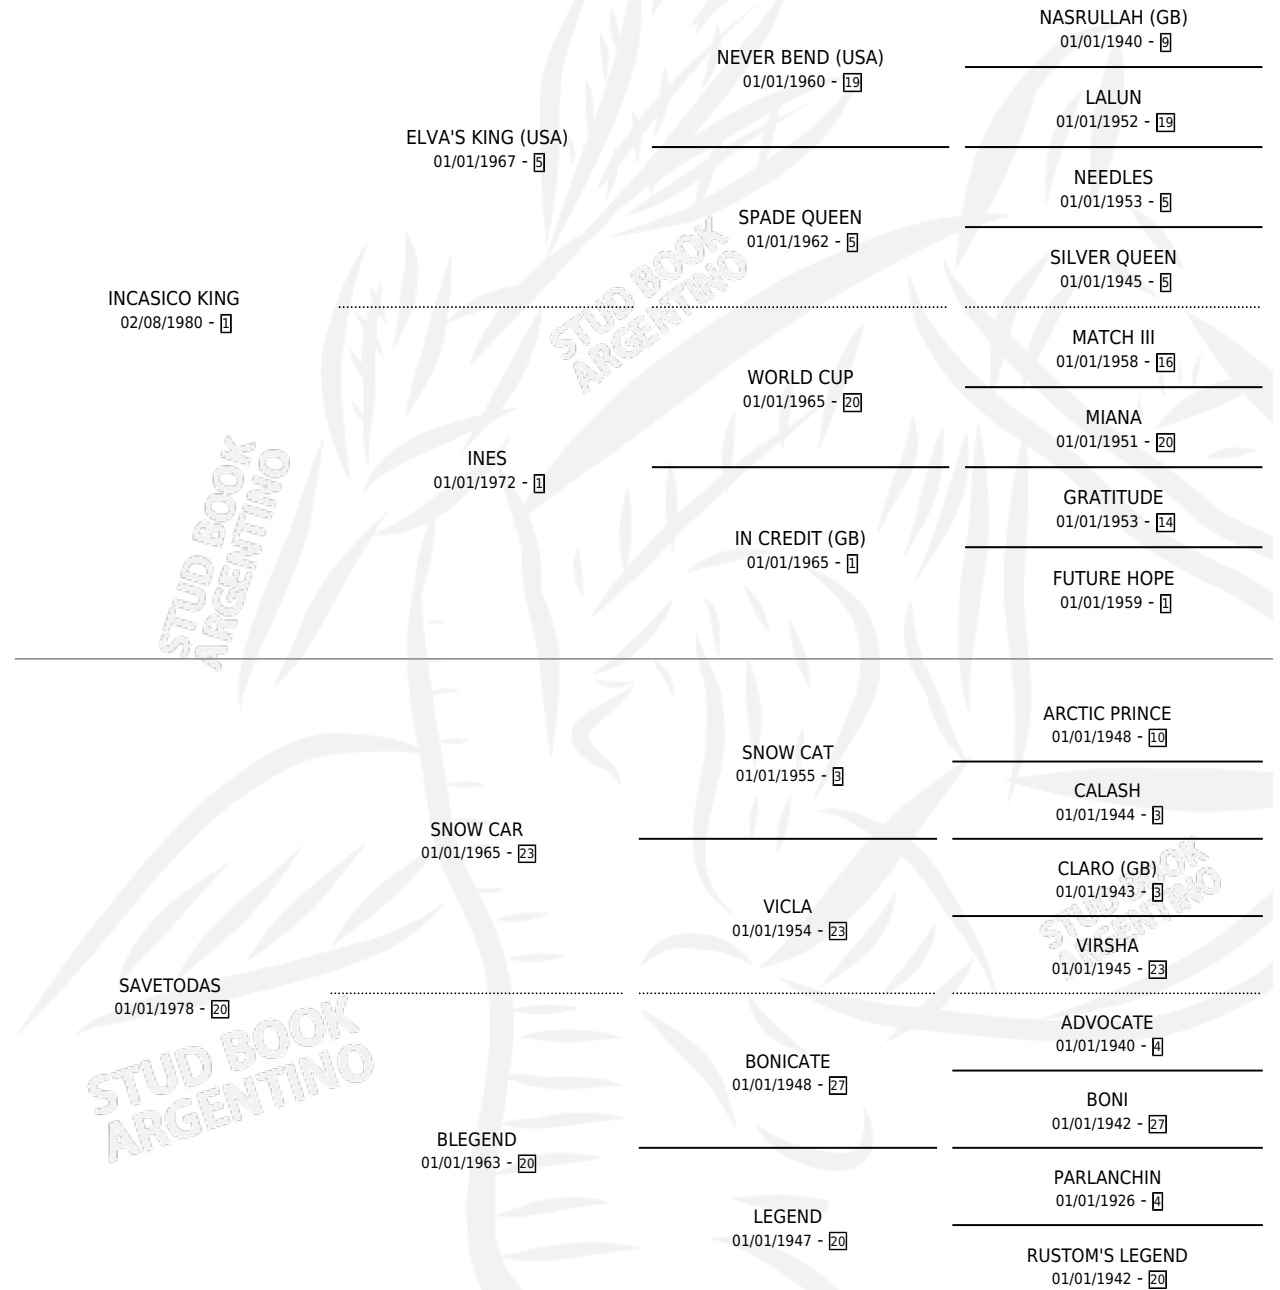 INCASICO KING
02/08/1980 - 1
ELVA'S KING (USA)
01/01/1967 - 5
INES
01/01/1972 - 1
NEVER BEND (USA)
01/01/1960 - 19
SPADE QUEEN
01/01/1962 - 5
WORLD CUP
01/01/1965 - 20
IN CREDIT (GB)
01/01/1965 - 1
NASRULLAH (GB)
01/01/1940 - 9
LALUN
01/01/1952 - 19
NEEDLES
01/01/1953 - 5
SILVER QUEEN
01/01/1945 - 5
MATCH III
01/01/1958 - 16
MIANA
01/01/1951 - 20
GRATITUDE
01/01/1953 - 14
FUTURE HOPE
01/01/1959 - 1
SAVETODAS
01/01/1978 - 20
SNOW CAR
01/01/1965 - 23
BLEGEND
01/01/1963 - 20
SNOW CAT
01/01/1955 - 3
VICLA
01/01/1954 - 23
BONICATE
01/01/1948 - 27
LEGEND
01/01/1947 - 20
ARCTIC PRINCE
01/01/1948 - 10
CALASH
01/01/1944 - 3
CLARO (GB)
01/01/1943 - 3
VIRSHA
01/01/1945 - 23
ADVOCATE
01/01/1940 - 4
BONI
01/01/1942 - 27
PARLANCHIN
01/01/1926 - 4
RUSTOM'S LEGEND
01/01/1942 - 20
STUD BOOK
ARGENTINO
STUD BOOK
ARGENTINO
STUD BOOK
ARGENTINO
STUD BOOK
ARGENTINO